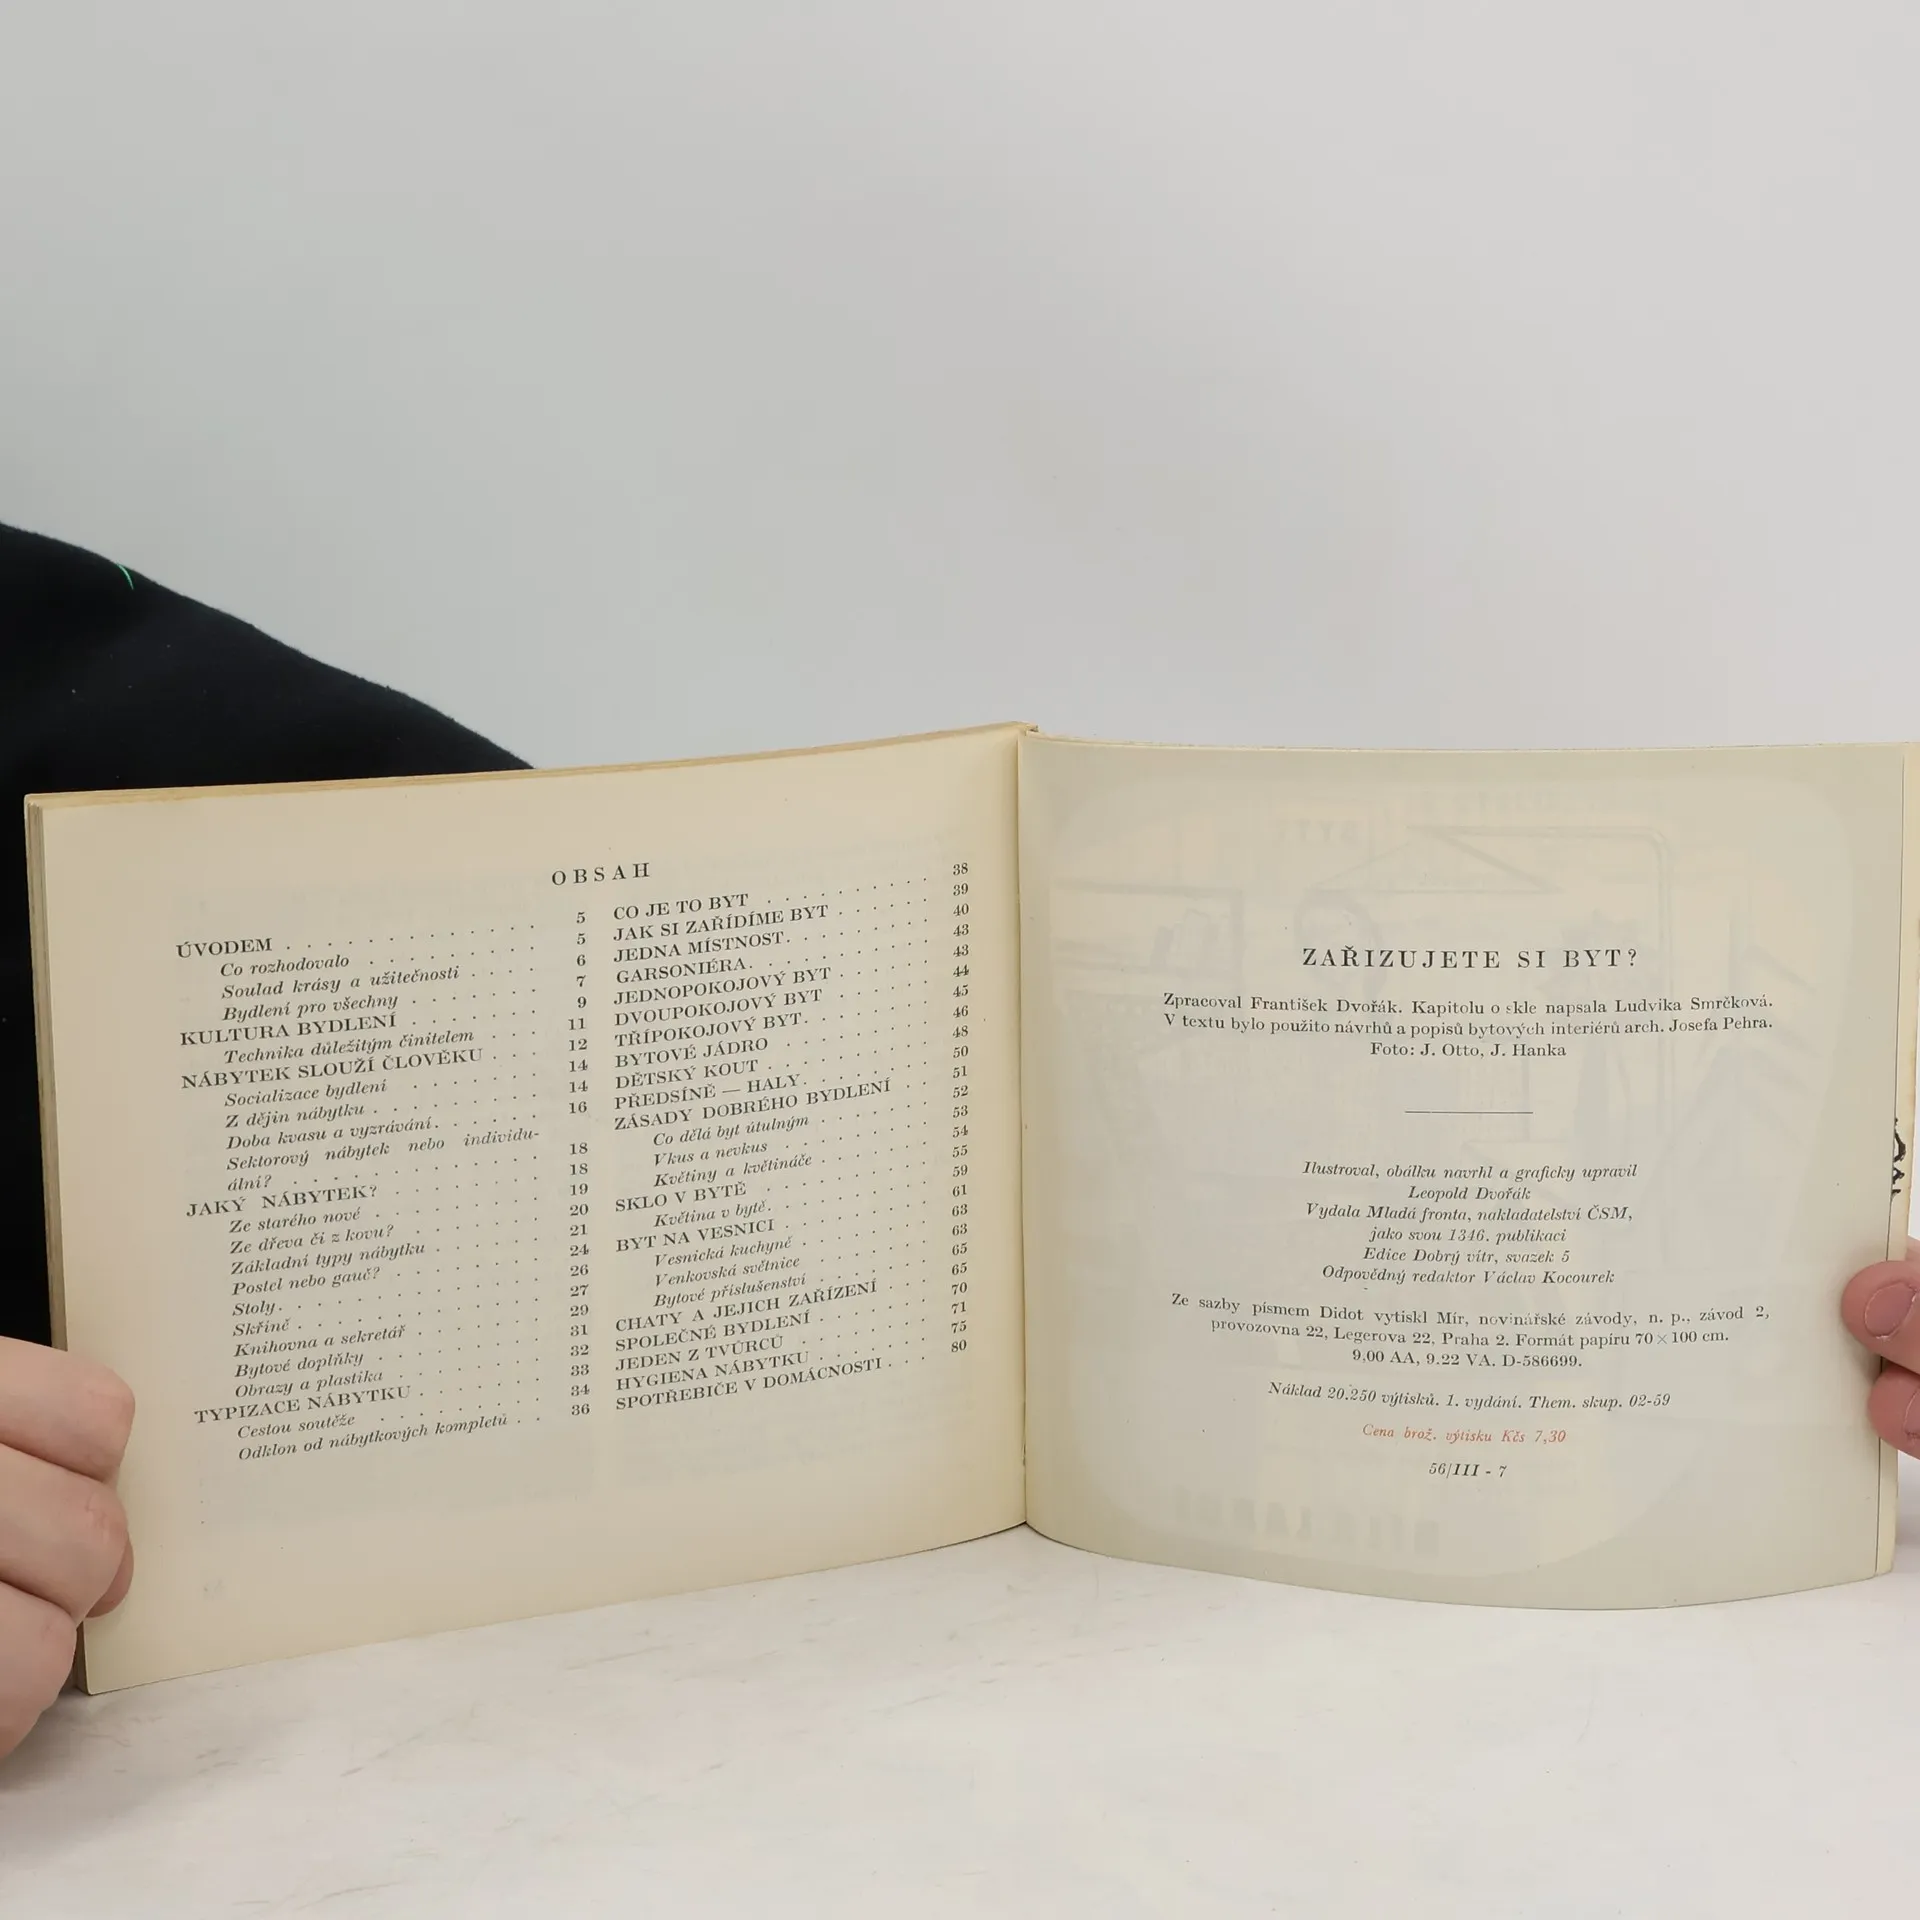 OBSAH
ÚVODEM . . . . . . . . . . . . . 5
Co rozhodovalo . . . . . . . . . 5
Soulad krásy a užitečnosti . . . . 6
Bydlení pro všechny . . . . . . . 7
KULTURA BYDLENÍ . . . . . . . 9
Technika důležitým činitelem . . . 11
NÁBYTEK SLOUŽÍ ČLOVĚKU . . . 12
Socializace bydlení . . . . . . . 14
Z dějin nábytku . . . . . . . . . 14
Doba kvasu a vyzrávání . . . . . . 16
Sektorový nábytek nebo individu-
ální? . . . . . . . . . . . . . 18
JAKÝ NÁBYTEK? . . . . . . . . 18
Ze starého nové . . . . . . . . . 19
Ze dřeva či z kovu? . . . . . . . 20
Základní typy nábytku . . . . . . 21
Postel nebo gauč? . . . . . . . . 24
Stoly . . . . . . . . . . . . . 26
Skříně . . . . . . . . . . . . . 27
Knihovna a sekretář . . . . . . . 29
Bytové doplňky . . . . . . . . . 31
Obrazy a plastika . . . . . . . . 32
TYPIZACE NÁBYTKU . . . . . . 33
Cestou soutěže . . . . . . . . . 34
Odklon od nábytkových kompletů . . 36
CO JE TO BYT . . . . . . . . . 38
JAK SI ZAŘÍDÍME BYT . . . . . 39
JEDNA MÍSTNOST . . . . . . . . 40
GARSONIÉRA . . . . . . . . . . 43
JEDNOPOKOJOVÝ BYT . . . . . 43
DVOUPOKOJOVÝ BYT . . . . . 44
TŘÍPOKOJOVÝ BYT . . . . . . . 45
BYTOVÉ JÁDRO . . . . . . . . 46
DĚTSKÝ KOUT . . . . . . . . . 48
PŘEDSÍNĚ — HALY . . . . . . . 50
ZÁSADY DOBRÉHO BYDLENÍ . . 51
Co dělá byt útulným . . . . . . 52
Vkus a nevkus . . . . . . . . . 53
Květiny a květináče . . . . . . 54
SKLO V BYTĚ . . . . . . . . . 55
Květina v bytě . . . . . . . . . 59
BYT NA VESNICI . . . . . . . . 61
Vesnická kuchyně . . . . . . . . 63
Venkovská světnice . . . . . . . 63
Bytové příslušenství . . . . . . 65
CHATY A JEJICH ZAŘÍZENÍ . . . 65
SPOLEČNÉ BYDLENÍ . . . . . . 70
JEDEN Z TVŮRCŮ . . . . . . . 71
HYGIENA NÁBYTKU . . . . . . 75
SPOTŘEBIČE V DOMÁCNOSTI . . . 80
ZAŘIZUJETE SI BYT?
Zpracoval František Dvořák. Kapitolu o skle napsala Ludvika Smrčková.
V textu bylo použito návrhů a popisů bytových interiérů arch. Josefa Pehra.
Foto: J. Otto, J. Hanka
Ilustroval, obálku navrhl a graficky upravil
Leopold Dvořák
Vydala Mladá fronta, nakladatelství ČSM,
jako svou 1346. publikaci
Edice Dobrý vítr, svazek 5
Odpovědný redaktor Václav Kocourek
Ze sazby písmem Didot vytiskl Mír, novinářské závody, n. p., závod 2,
provozovna 22, Legerova 22, Praha 2. Formát papíru 70×100 cm.
9,00 AA, 9.22 VA. D-586699.
Náklad 20.250 výtisků. 1. vydání. Them. skup. 02-59
Cena brož. výtisku Kčs 7,30
56/III - 7